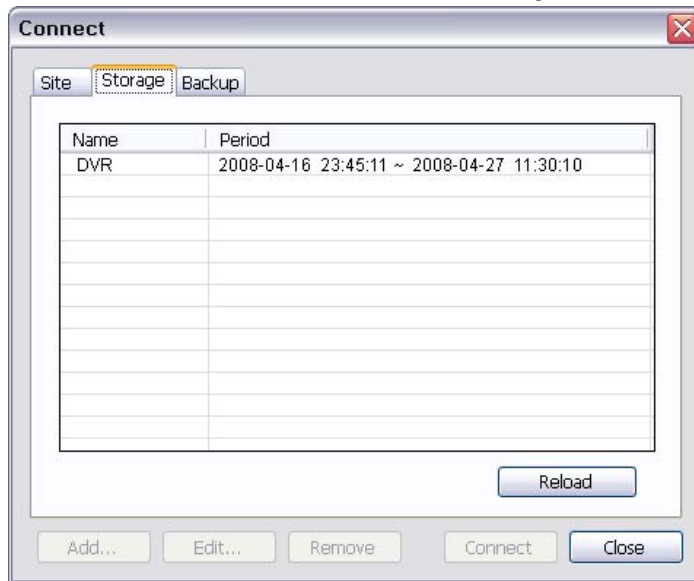 Connect
Site Storage Backup
Name Period
DVR 2008-04-16 23:45:11 ~ 2008-04-27 11:30:10
Reload
Add... Edit... Remove Connect Close